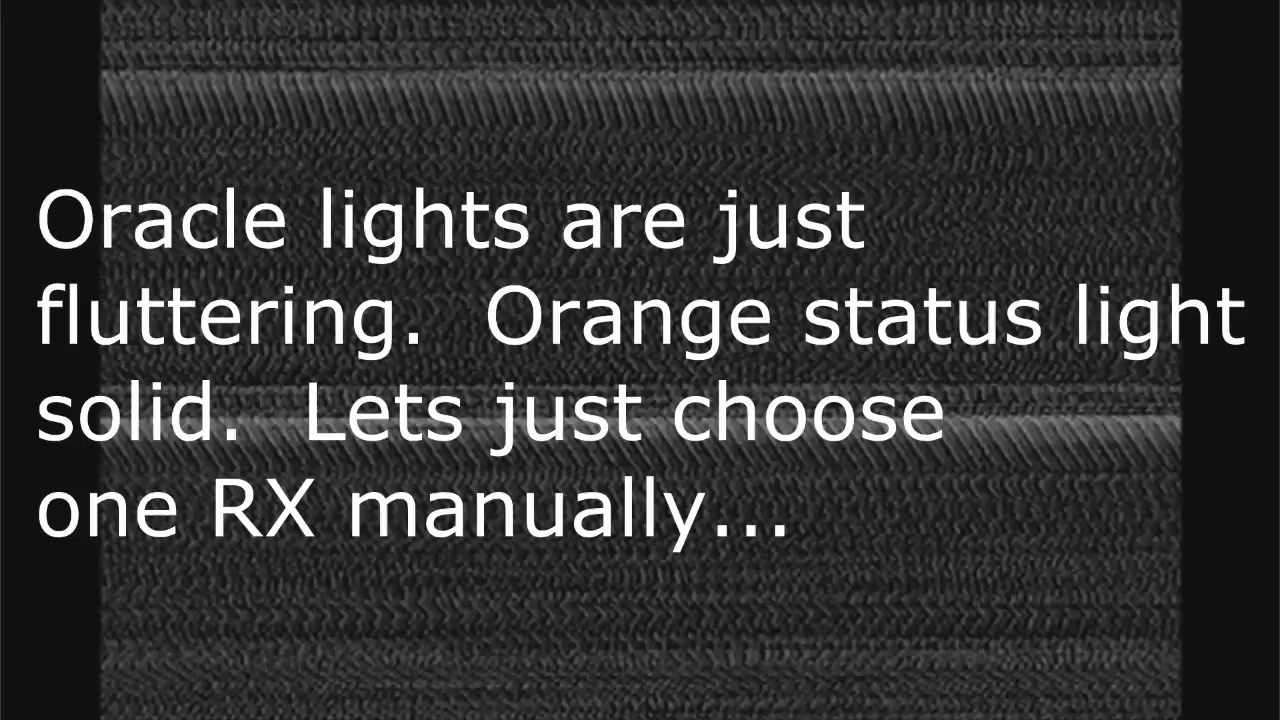 Oracle lights are just
fluttering.  Orange status light
solid.  Lets just choose
one RX manually...